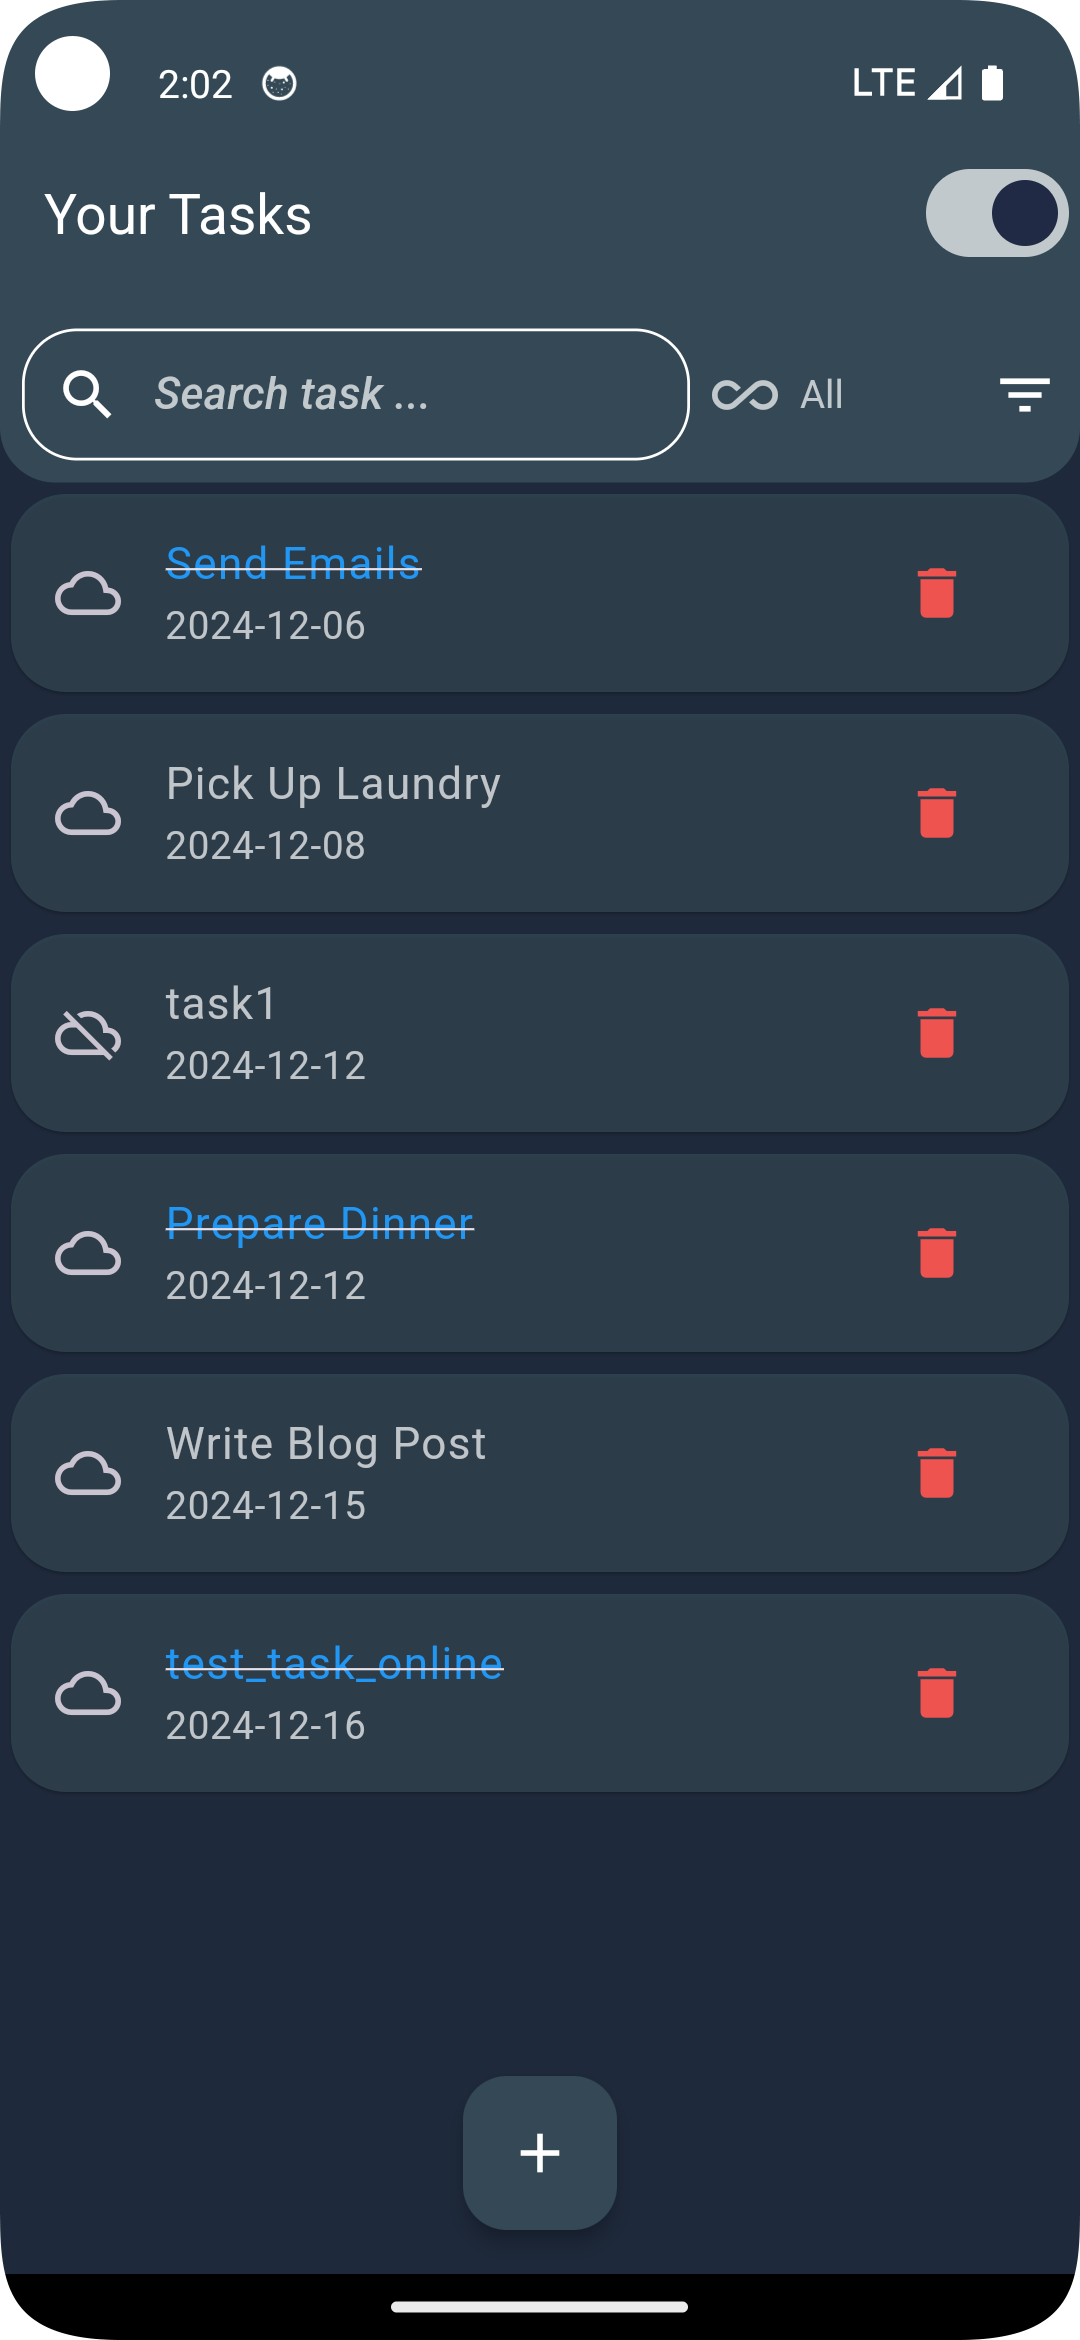 2:02
LTE
Your Tasks
Search task ...
All
Send Emails
2024-12-06
Pick Up Laundry
2024-12-08
task1
2024-12-12
Prepare Dinner
2024-12-12
Write Blog Post
2024-12-15
test_task_online
2024-12-16